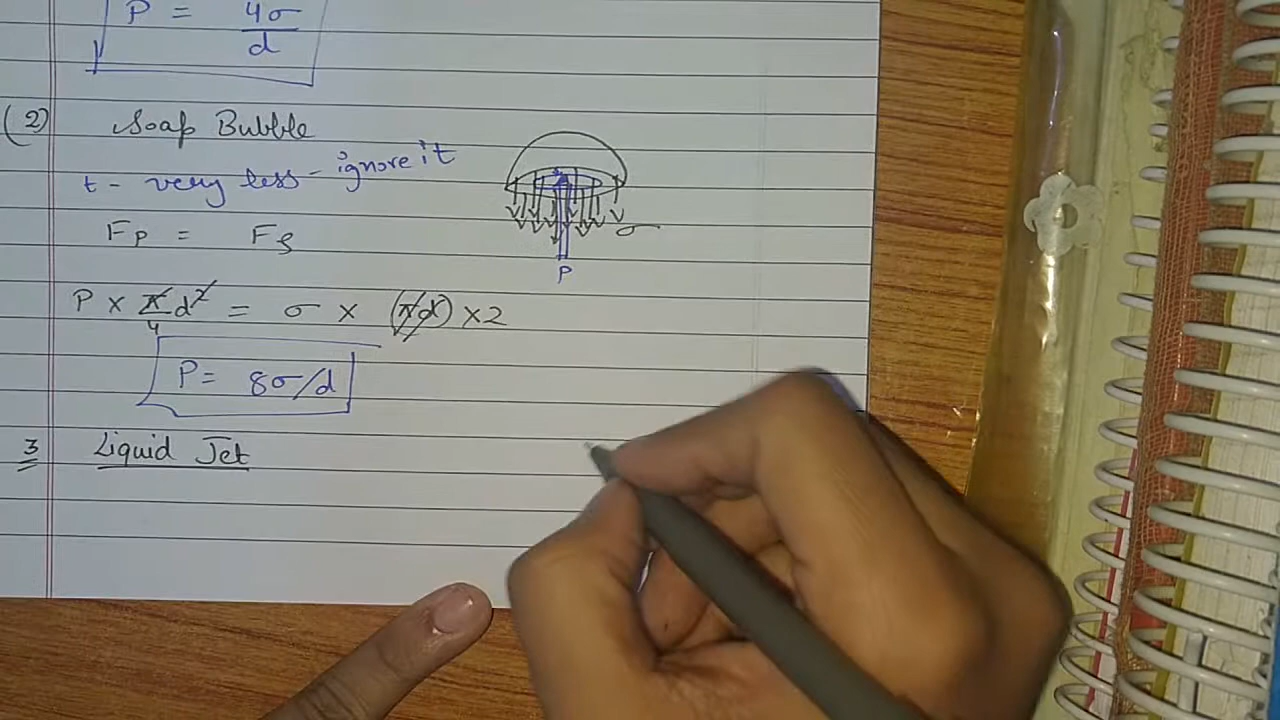 P = 4σ/d
(2) Soap Bubble
t - very less - ignore it
Fp = Fs
σ
P
P × π/4 d² = σ × (πd) × 2
P = 8σ/d
3 Liquid Jet